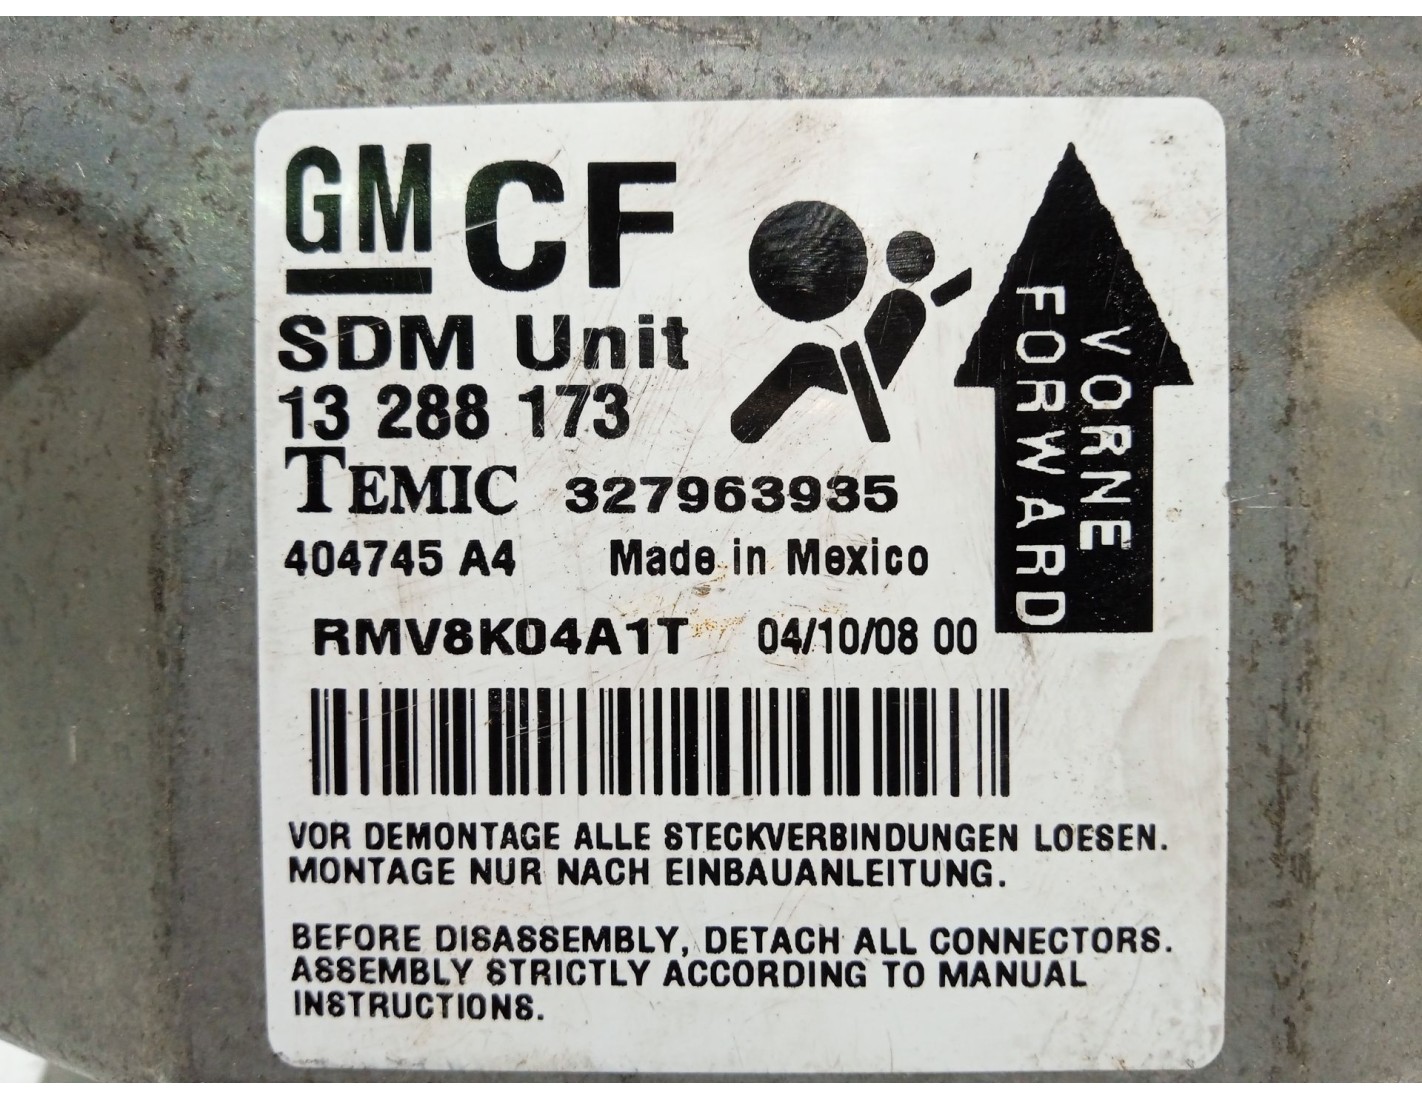 GM CF
SDM Unit
13 288 173
TEMIC 327963935
404745 A4 Made in Mexico
RMV8K04A1T 04/10/08 00
VORNE
FORWARD
VOR DEMONTAGE ALLE STECKVERBINDUNGEN LOESEN.
MONTAGE NUR NACH EINBAUANLEITUNG.
BEFORE DISASSEMBLY, DETACH ALL CONNECTORS.
ASSEMBLY STRICTLY ACCORDING TO MANUAL
INSTRUCTIONS.